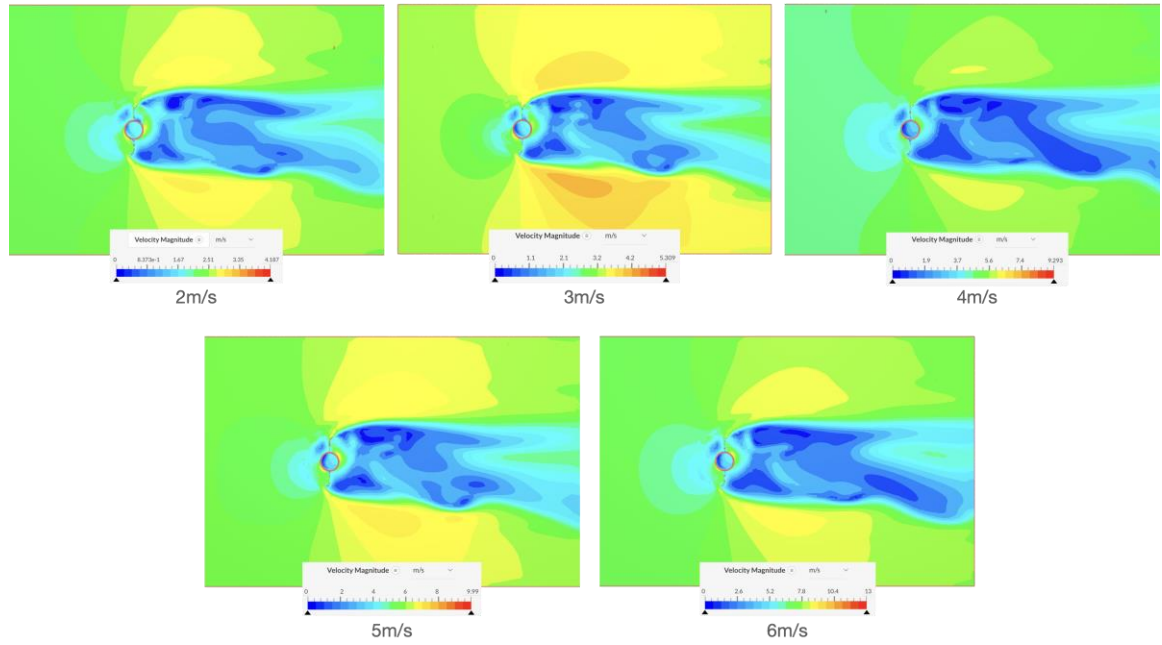 Velocity Magnitude m/s
0 8.373e-1 1.67 2.51 3.35 4.187
2m/s
Velocity Magnitude m/s
0 1.1 2.1 3.2 4.2 5.309
3m/s
Velocity Magnitude m/s
0 1.9 3.7 5.6 7.4 9.293
4m/s
Velocity Magnitude m/s
0 2 4 6 8 9.99
5m/s
Velocity Magnitude m/s
0 2.6 5.2 7.8 10.4 13
6m/s